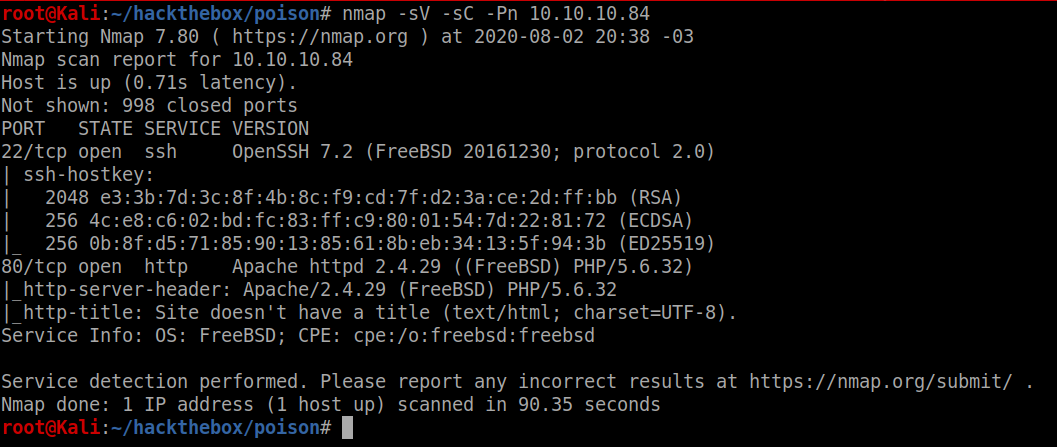 root@Kali:~/hackthebox/poison# nmap -sV -sC -Pn 10.10.10.84
Starting Nmap 7.80 ( https://nmap.org ) at 2020-08-02 20:38 -03
Nmap scan report for 10.10.10.84
Host is up (0.71s latency).
Not shown: 998 closed ports
PORT   STATE SERVICE VERSION
22/tcp open  ssh     OpenSSH 7.2 (FreeBSD 20161230; protocol 2.0)
| ssh-hostkey:
|   2048 e3:3b:7d:3c:8f:4b:8c:f9:cd:7f:d2:3a:ce:2d:ff:bb (RSA)
|   256 4c:e8:c6:02:bd:fc:83:ff:c9:80:01:54:7d:22:81:72 (ECDSA)
|_  256 0b:8f:d5:71:85:90:13:85:61:8b:eb:34:13:5f:94:3b (ED25519)
80/tcp open  http    Apache httpd 2.4.29 ((FreeBSD) PHP/5.6.32)
|_http-server-header: Apache/2.4.29 (FreeBSD) PHP/5.6.32
|_http-title: Site doesn't have a title (text/html; charset=UTF-8).
Service Info: OS: FreeBSD; CPE: cpe:/o:freebsd:freebsd

Service detection performed. Please report any incorrect results at https://nmap.org/submit/ .
Nmap done: 1 IP address (1 host up) scanned in 90.35 seconds
root@Kali:~/hackthebox/poison#